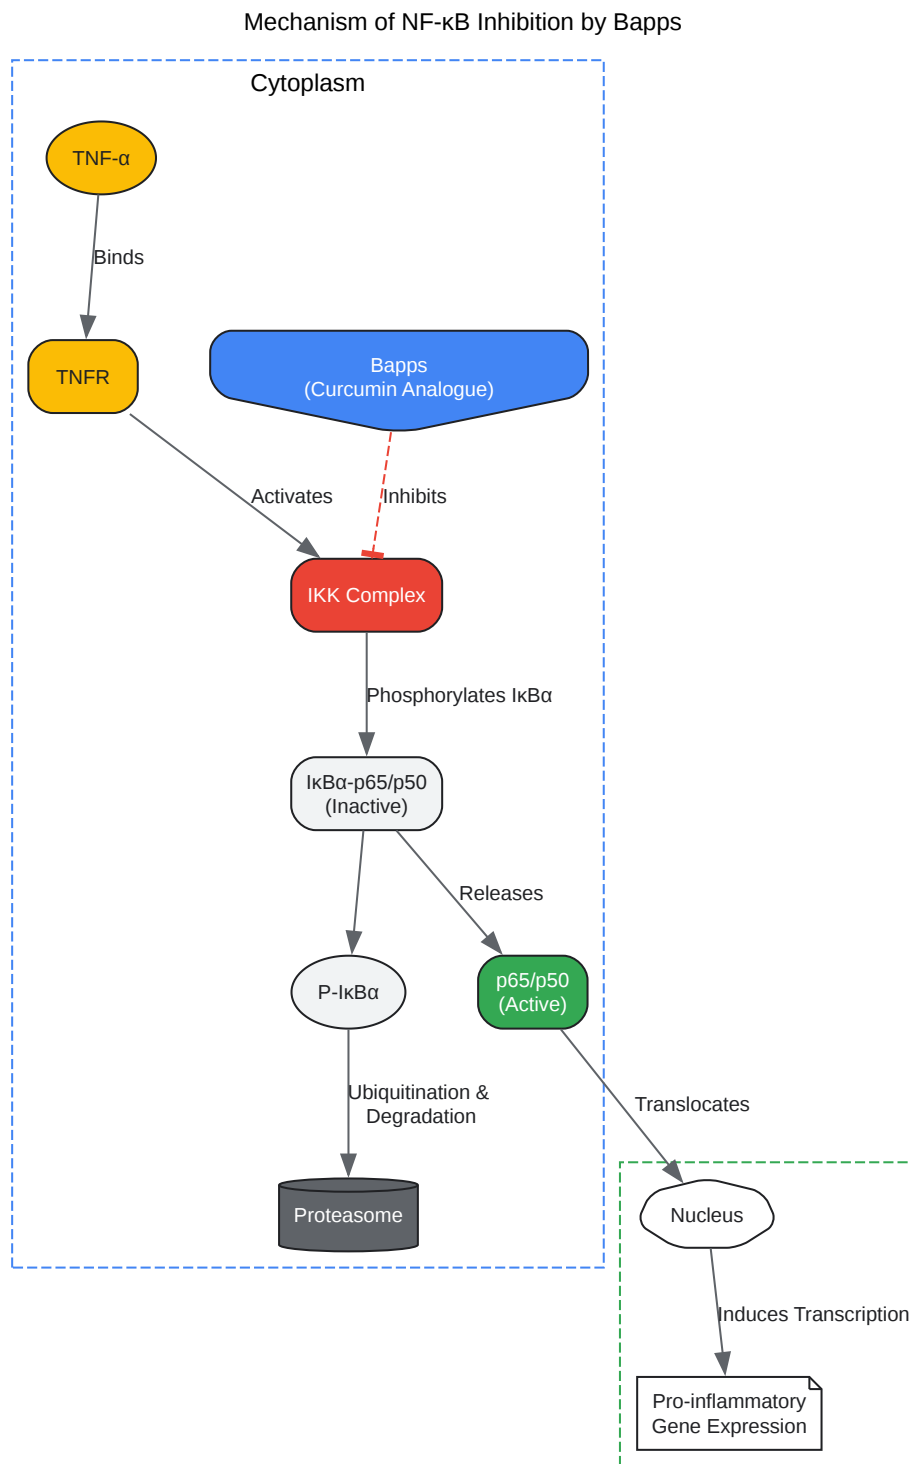 Mechanism of NF-κB Inhibition by Bapps
Cytoplasm
TNF-α
Binds
TNFR
Bapps
(Curcumin Analogue)
Activates
Inhibits
IKK Complex
Phosphorylates IκBα
IκBα-p65/p50
(Inactive)
Releases
P-IκBα
p65/p50
(Active)
Ubiquitination &
Degradation
Translocates
Proteasome
Nucleus
Induces Transcription
Pro-inflammatory
Gene Expression